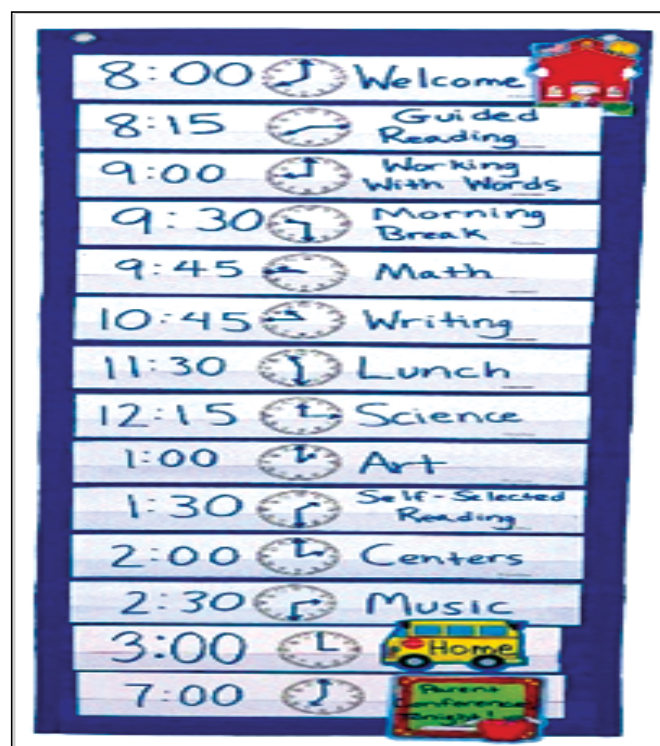 8:00 Welcome
8:15 Guided
Reading
9:00 Working
With Words
9:30 Morning
Break
9:45 Math
10:45 Writing
11:30 Lunch
12:15 Science
1:00 Art
1:30 Self-Selected
Reading
2:00 Centers
2:30 Music
3:00 Home
7:00 Parent
Conference
Tonight